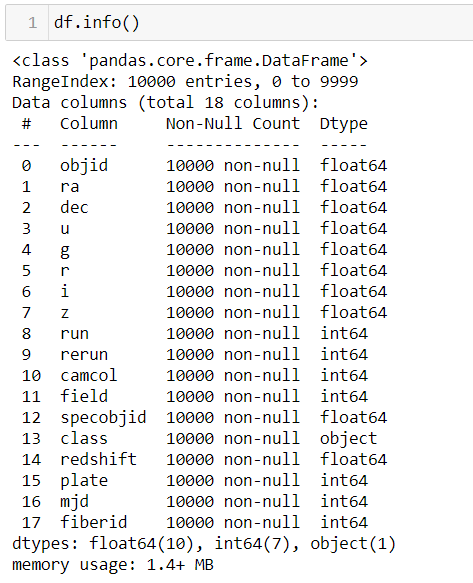 1 df.info()
<class 'pandas.core.frame.DataFrame'>
RangeIndex: 10000 entries, 0 to 9999
Data columns (total 18 columns):
 #   Column     Non-Null Count  Dtype
---  ------     --------------  -----
 0   objid      10000 non-null  float64
 1   ra         10000 non-null  float64
 2   dec        10000 non-null  float64
 3   u          10000 non-null  float64
 4   g          10000 non-null  float64
 5   r          10000 non-null  float64
 6   i          10000 non-null  float64
 7   z          10000 non-null  float64
 8   run        10000 non-null  int64
 9   rerun      10000 non-null  int64
 10  camcol     10000 non-null  int64
 11  field      10000 non-null  int64
 12  specobjid  10000 non-null  float64
 13  class      10000 non-null  object
 14  redshift   10000 non-null  float64
 15  plate      10000 non-null  int64
 16  mjd        10000 non-null  int64
 17  fiberid    10000 non-null  int64
dtypes: float64(10), int64(7), object(1)
memory usage: 1.4+ MB